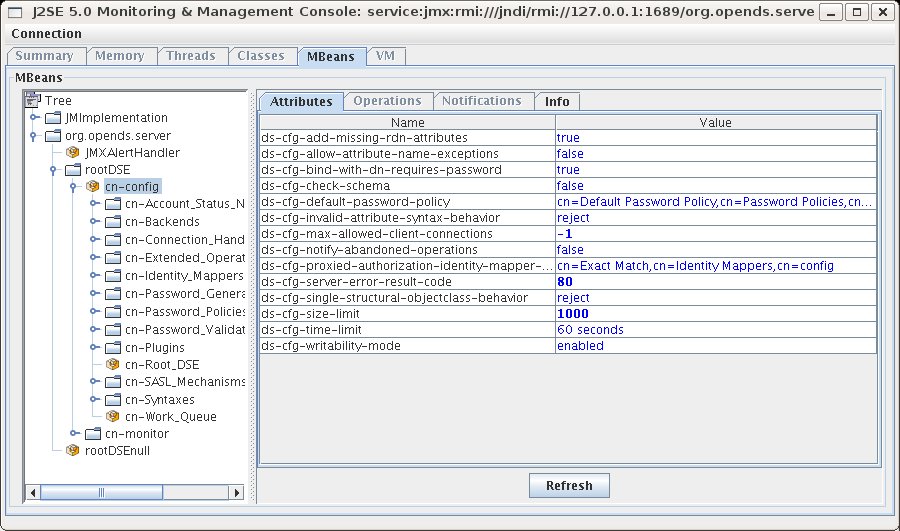 J2SE 5.0 Monitoring & Management Console: service:jmx:rmi:///jndi/rmi://127.0.0.1:1689/org.opends.serve
Connection
Summary Memory Threads Classes MBeans VM
MBeans
Tree
JMImplementation
org.opends.server
JMXAlertHandler
rootDSE
cn-config
cn-Account_Status_N
cn-Backends
cn-Connection_Hand
cn-Extended_Operat
cn-Identity_Mappers
cn-Password_Genera
cn-Password_Policies
cn-Password_Validat
cn-Plugins
cn-Root_DSE
cn-SASL_Mechanisms
cn-Syntaxes
cn-Work_Queue
cn-monitor
rootDSEnull
Attributes Operations Notifications Info
Name Value
ds-cfg-add-missing-rdn-attributes true
ds-cfg-allow-attribute-name-exceptions false
ds-cfg-bind-with-dn-requires-password true
ds-cfg-check-schema false
ds-cfg-default-password-policy cn=Default Password Policy,cn=Password Policies,cn...
ds-cfg-invalid-attribute-syntax-behavior reject
ds-cfg-max-allowed-client-connections -1
ds-cfg-notify-abandoned-operations false
ds-cfg-proxied-authorization-identity-mapper-... cn=Exact Match,cn=Identity Mappers,cn=config
ds-cfg-server-error-result-code 80
ds-cfg-single-structural-objectclass-behavior reject
ds-cfg-size-limit 1000
ds-cfg-time-limit 60 seconds
ds-cfg-writability-mode enabled
Refresh